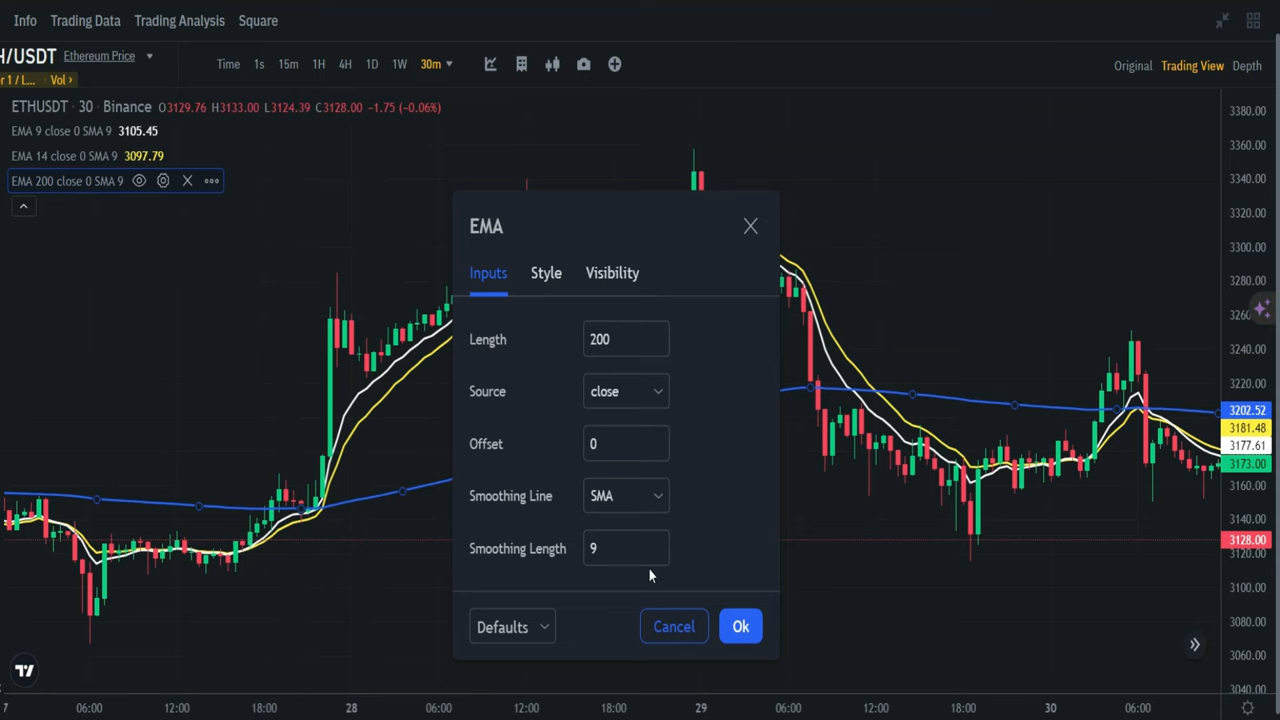 Info Trading Data Trading Analysis Square
H/USDT Ethereum Price
er 1 / L... Vol >
Time 1s 15m 1H 4H 1D 1W 30m
Original Trading View Depth
ETHUSDT · 30 · Binance O3129.76 H3133.00 L3124.39 C3128.00 −1.75 (−0.06%)
EMA 9 close 0 SMA 9 3105.45
EMA 14 close 0 SMA 9 3097.79
EMA 200 close 0 SMA 9
EMA
Inputs Style Visibility
Length 200
Source close
Offset 0
Smoothing Line SMA
Smoothing Length 9
Defaults Cancel Ok
3380.00
3360.00
3340.00
3320.00
3300.00
3280.00
3260
3240.00
3220.00
3202.52
3181.48
3177.61
3173.00
3160.00
3140.00
3128.00
3120.00
3100.00
3080.00
3060.00
3040.00
7 06:00 12:00 18:00 28 06:00 12:00 18:00 29 06:00 12:00 18:00 30 06:00